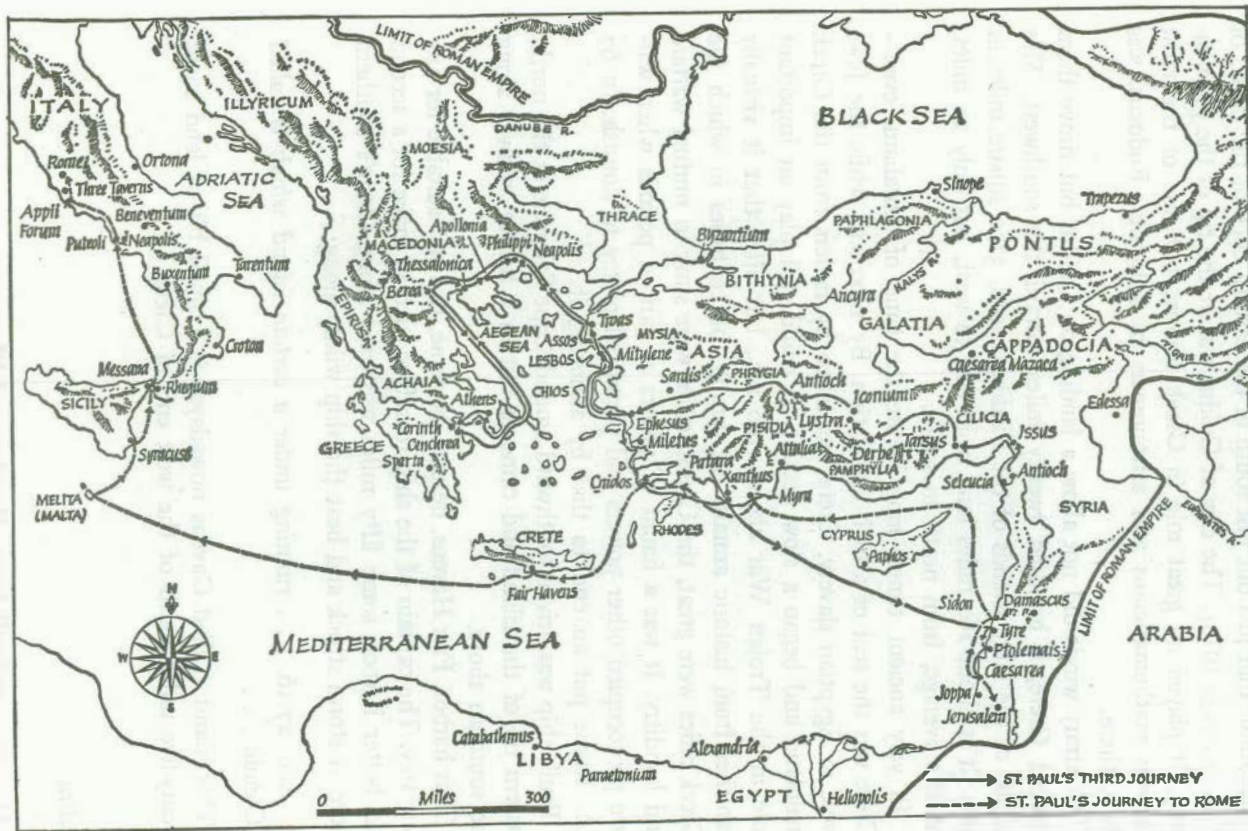 LIMIT OF ROMAN EMPIRE
ITALY
ILLYRICUM
BLACK SEA
DANUBE R.
MOESIA
Rome
Ortona
Three Taverns
ADRIATIC
SEA
Sinope
Trapezus
Appii
Forum
Beneventum
THRACE
PAPHLAGONIA
Apollonia
Puteoli
Neapolis
MACEDONIA
Philippi
Neapolis
Byzantium
PONTUS
Thessalonica
BITHYNIA
HALYS R.
Buxentum
Tarentum
Berea
Ancyra
EPIRUS
Troas
GALATIA
AEGEAN
SEA
Assos
MYSIA
LESBOS
Mitylene
ASIA
CAPPADOCIA
Croton
Caesarea Mazaca
Messana
Rhegium
ACHAIA
CHIOS
Sardis
PHRYGIA
Antioch
SICILY
Athens
Iconium
Edessa
Corinth
Cenchrea
Ephesus
PISIDIA
Lystra
CILICIA
GREECE
Miletus
Derbe
Tarsus
Issus
Syracuse
Sparta
Patara
Attalia
PAMPHYLIA
Antioch
Cnidos
Xanthus
Myra
Seleucia
MELITA
(MALTA)
SYRIA
EUPHRATES
RHODES
CRETE
CYPRUS
Paphos
LIMIT OF ROMAN EMPIRE
Fair Havens
Damascus
Sidon
N
Tyre
ARABIA
MEDITERRANEAN SEA
Ptolemais
W
E
Caesarea
S
Joppa
Jerusalem
Catabathmus
LIBYA
Alexandria
Paraetonium
EGYPT
Heliopolis
0 Miles 300
ST. PAUL'S THIRD JOURNEY
ST. PAUL'S JOURNEY TO ROME